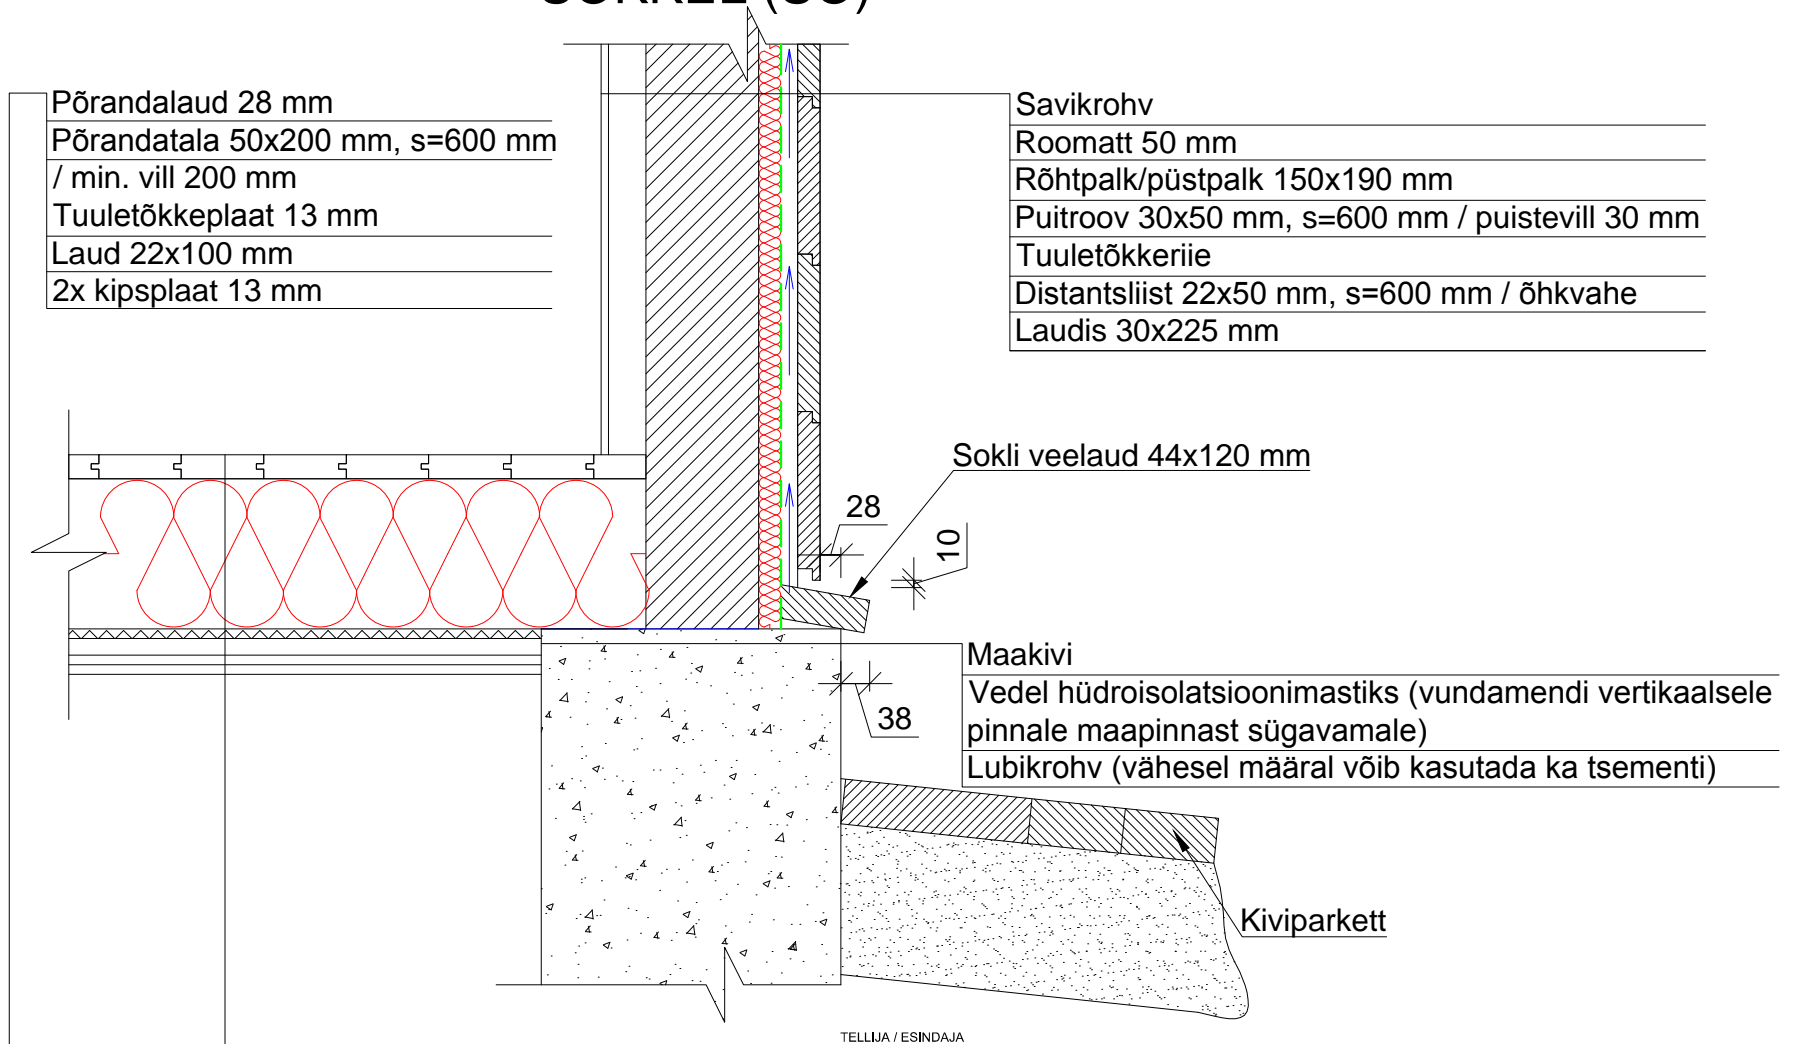 Põrandalaud 28 mm
Põrandatala 50x200 mm, s=600 mm
/ min. vill 200 mm
Tuuletõkkeplaat 13 mm
Laud 22x100 mm
2x kipsplaat 13 mm
Savikrohv
Roomatt 50 mm
Rõhtpalk/püstpalk 150x190 mm
Puitroov 30x50 mm, s=600 mm / puistevill 30 mm
Tuuletõkkeriie
Distantsliist 22x50 mm, s=600 mm / õhkvahe
Laudis 30x225 mm
Sokli veelaud 44x120 mm
28
10
Maakivi
Vedel hüdroisolatsioonimastiks (vundamendi vertikaalsele
pinnale maapinnast sügavamale)
Lubikrohv (vähesel määral võib kasutada ka tsementi)
38
Kiviparkett
TELLIJA / ESINDAJA